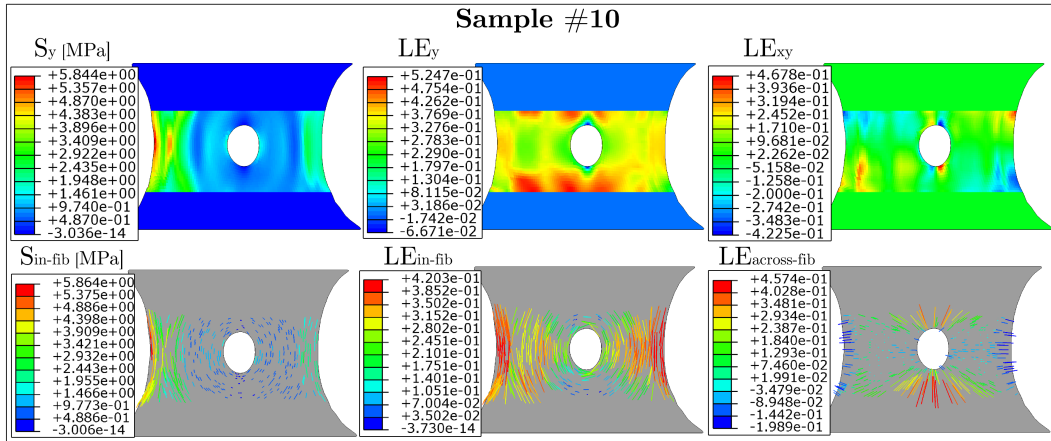 Sample #10
Sy [MPa]
+5.844e+00
+5.357e+00
+4.870e+00
+4.383e+00
+3.896e+00
+3.409e+00
+2.922e+00
+2.435e+00
+1.948e+00
+1.461e+00
+9.740e-01
+4.870e-01
-3.036e-14
LEy
+5.247e-01
+4.754e-01
+4.262e-01
+3.769e-01
+3.276e-01
+2.783e-01
+2.290e-01
+1.797e-01
+1.304e-01
+8.115e-02
+3.186e-02
-1.742e-02
-6.671e-02
LExy
+4.678e-01
+3.936e-01
+3.194e-01
+2.452e-01
+1.710e-01
+9.681e-02
+2.262e-02
-5.158e-02
-1.258e-01
-2.000e-01
-2.742e-01
-3.483e-01
-4.225e-01
Sin-fib [MPa]
+5.864e+00
+5.375e+00
+4.886e+00
+4.398e+00
+3.909e+00
+3.421e+00
+2.932e+00
+2.443e+00
+1.955e+00
+1.466e+00
+9.773e-01
+4.886e-01
-3.006e-14
LEin-fib
+4.203e-01
+3.852e-01
+3.502e-01
+3.152e-01
+2.802e-01
+2.451e-01
+2.101e-01
+1.751e-01
+1.401e-01
+1.051e-01
+7.004e-02
+3.502e-02
-3.730e-14
LEacross-fib
+4.574e-01
+4.028e-01
+3.481e-01
+2.934e-01
+2.387e-01
+1.840e-01
+1.293e-01
+7.460e-02
+1.991e-02
-3.479e-02
-8.948e-02
-1.442e-01
-1.989e-01